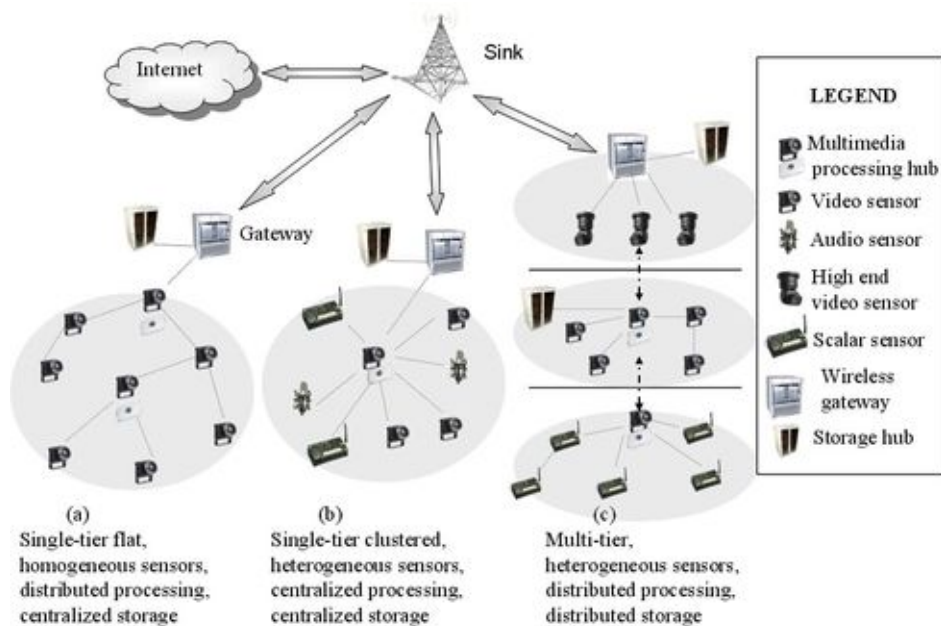 Internet
Sink
Gateway
LEGEND
Multimedia
processing hub
Video sensor
Audio sensor
High end
video sensor
Scalar sensor
Wireless
gateway
Storage hub
(a)
Single-tier flat,
homogeneous sensors,
distributed processing,
centralized storage
(b)
Single-tier clustered,
heterogeneous sensors,
centralized processing,
centralized storage
(c)
Multi-tier,
heterogeneous sensors,
distributed processing,
distributed storage